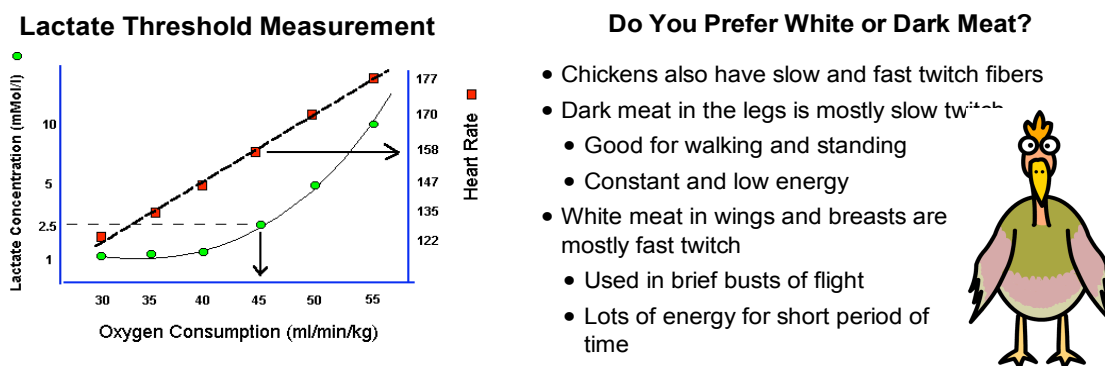 Lactate Threshold Measurement
Lactate Concentration (mMol/l)
10
5
2.5
1
177
170
158
147
135
122
Heart Rate
30 35 40 45 50 55
Oxygen Consumption (ml/min/kg)
Do You Prefer White or Dark Meat?
• Chickens also have slow and fast twitch fibers
• Dark meat in the legs is mostly slow
• Good for walking and standing
• Constant and low energy
• White meat in wings and breasts are
mostly fast twitch
• Used in brief busts of flight
• Lots of energy for short period of
time